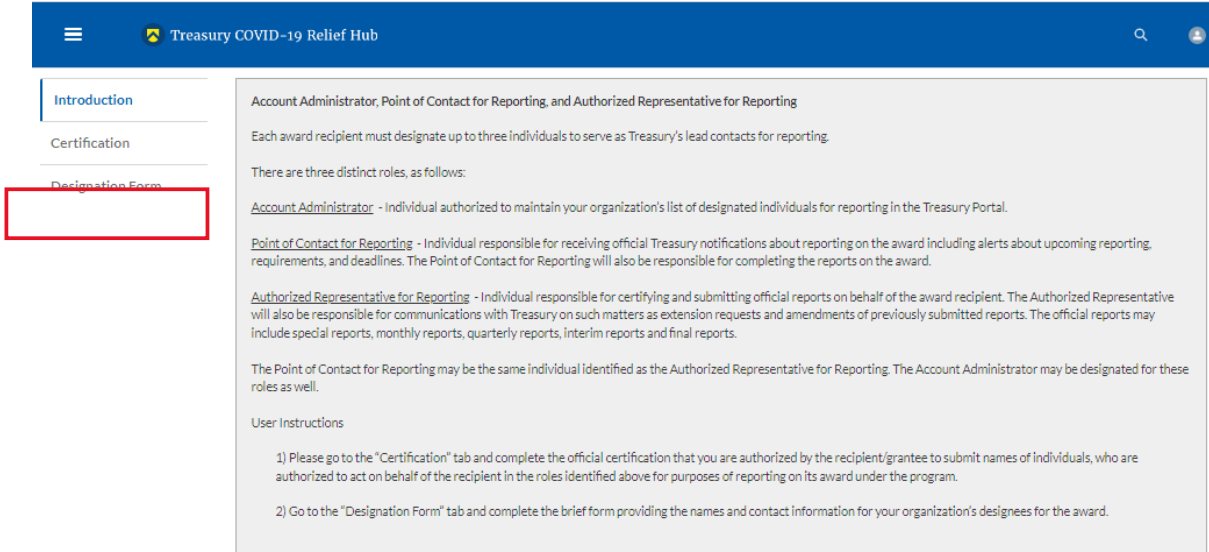 Treasury COVID-19 Relief Hub
Introduction
Certification
Designation Form
Account Administrator, Point of Contact for Reporting, and Authorized Representative for Reporting
Each award recipient must designate up to three individuals to serve as Treasury's lead contacts for reporting.
There are three distinct roles, as follows:
Account Administrator - Individual authorized to maintain your organization's list of designated individuals for reporting in the Treasury Portal.
Point of Contact for Reporting - Individual responsible for receiving official Treasury notifications about reporting on the award including alerts about upcoming reporting,
requirements, and deadlines. The Point of Contact for Reporting will also be responsible for completing the reports on the award.
Authorized Representative for Reporting - Individual responsible for certifying and submitting official reports on behalf of the award recipient. The Authorized Representative
will also be responsible for communications with Treasury on such matters as extension requests and amendments of previously submitted reports. The official reports may
include special reports, monthly reports, quarterly reports, interim reports and final reports.
The Point of Contact for Reporting may be the same individual identified as the Authorized Representative for Reporting. The Account Administrator may be designated for these
roles as well.
User Instructions
1) Please go to the "Certification" tab and complete the official certification that you are authorized by the recipient/grantee to submit names of individuals, who are
authorized to act on behalf of the recipient in the roles identified above for purposes of reporting on its award under the program.
2) Go to the "Designation Form" tab and complete the brief form providing the names and contact information for your organization's designees for the award.